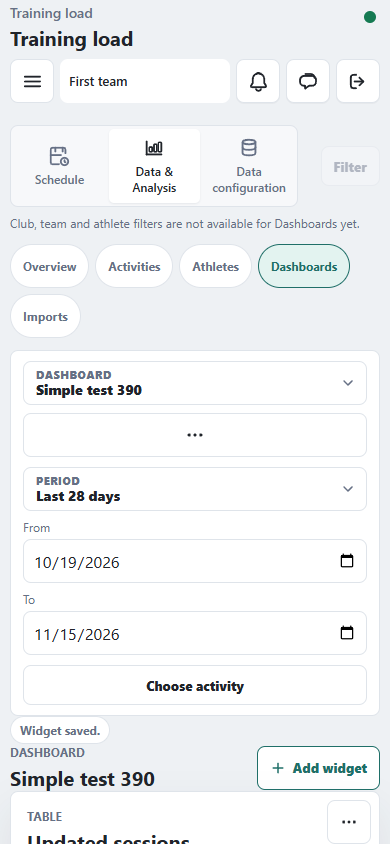 Training load
Training load
First team
Schedule
Data &
Analysis
Data
configuration
Filter
Club, team and athlete filters are not available for Dashboards yet.
Overview
Activities
Athletes
Dashboards
Imports
DASHBOARD
Simple test 390
...
PERIOD
Last 28 days
From
10/19/2026
To
11/15/2026
Choose activity
Widget saved.
DASHBOARD
Simple test 390
+ Add widget
TABLE
...
Updated sessions